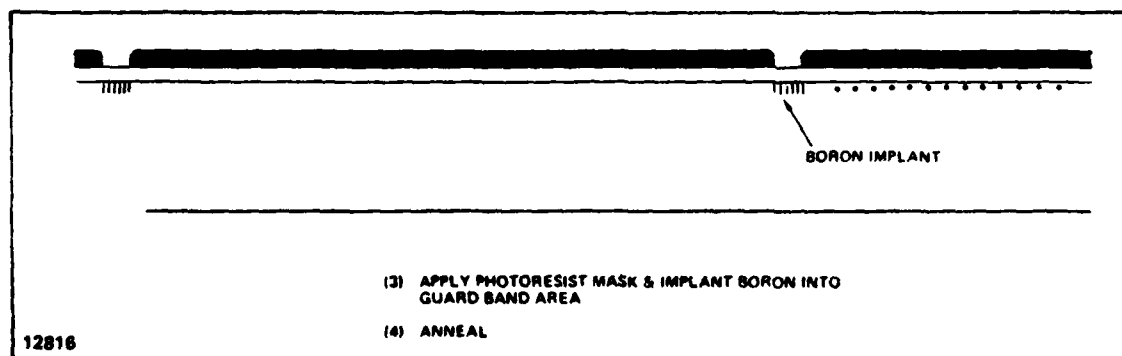 BORON IMPLANT
(3) APPLY PHOTORESIST MASK & IMPLANT BORON INTO
GUARD BAND AREA
(4) ANNEAL
12816